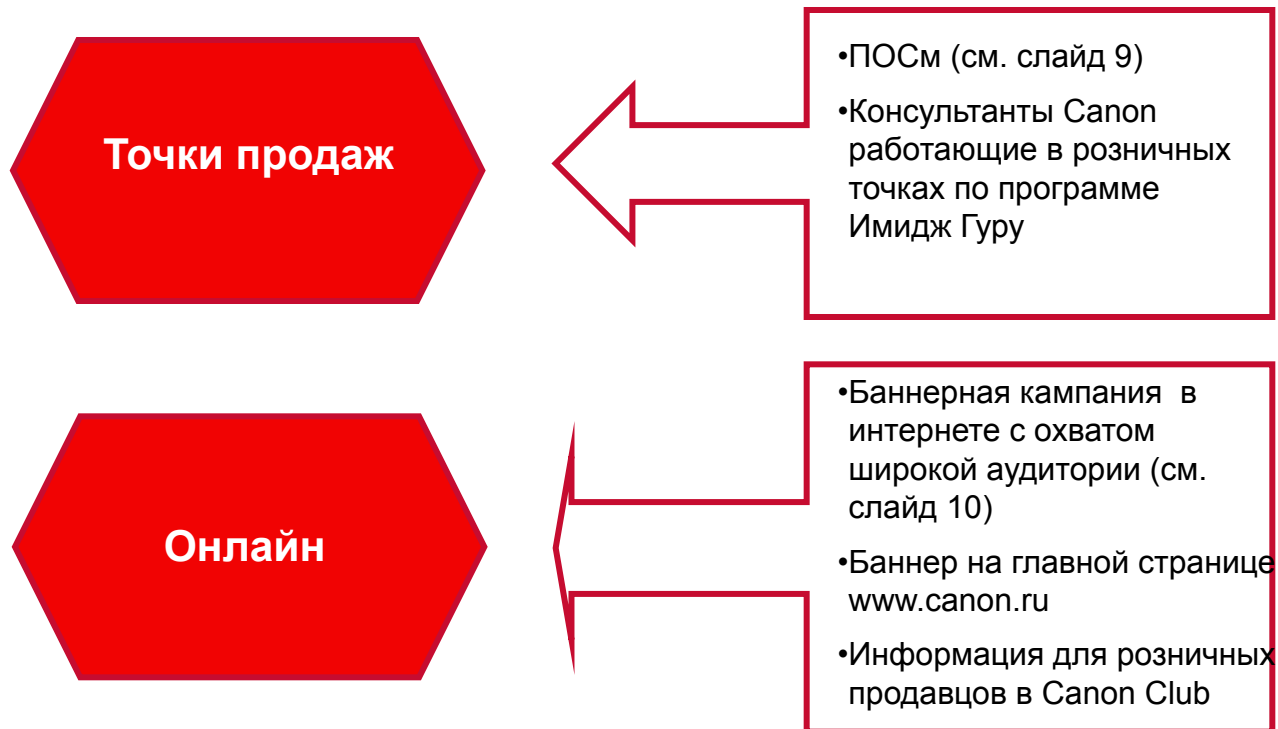 Точки продаж
•ПОСм (см. слайд 9)
•Консультанты Canon
работающие в розничных
точках по программе
Имидж Гуру
Онлайн
•Баннерная кампания в
интернете с охватом
широкой аудитории (см.
слайд 10)
•Баннер на главной странице
www.canon.ru
•Информация для розничных
продавцов в Canon Club